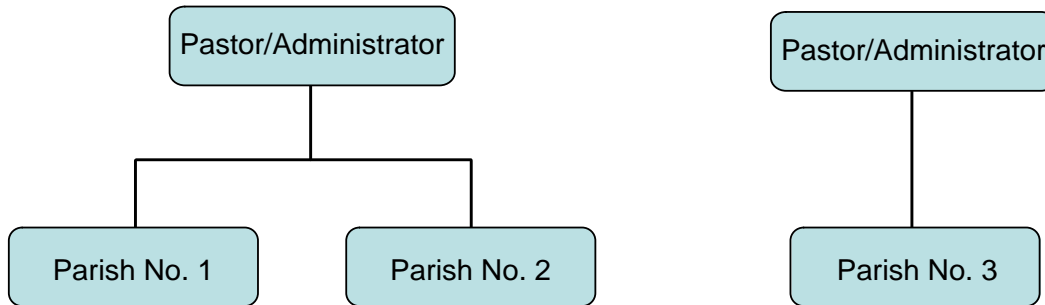 Pastor/Administrator
Pastor/Administrator
Parish No. 1
Parish No. 2
Parish No. 3